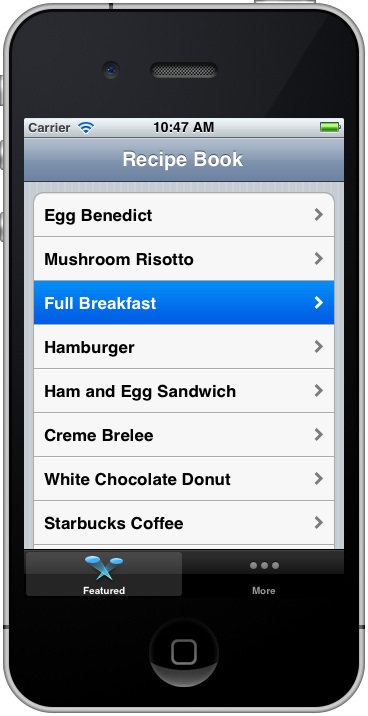 Carrier 10:47 AM
Recipe Book
Egg Benedict
Mushroom Risotto
Full Breakfast
Hamburger
Ham and Egg Sandwich
Creme Brelee
White Chocolate Donut
Starbucks Coffee
Featured More